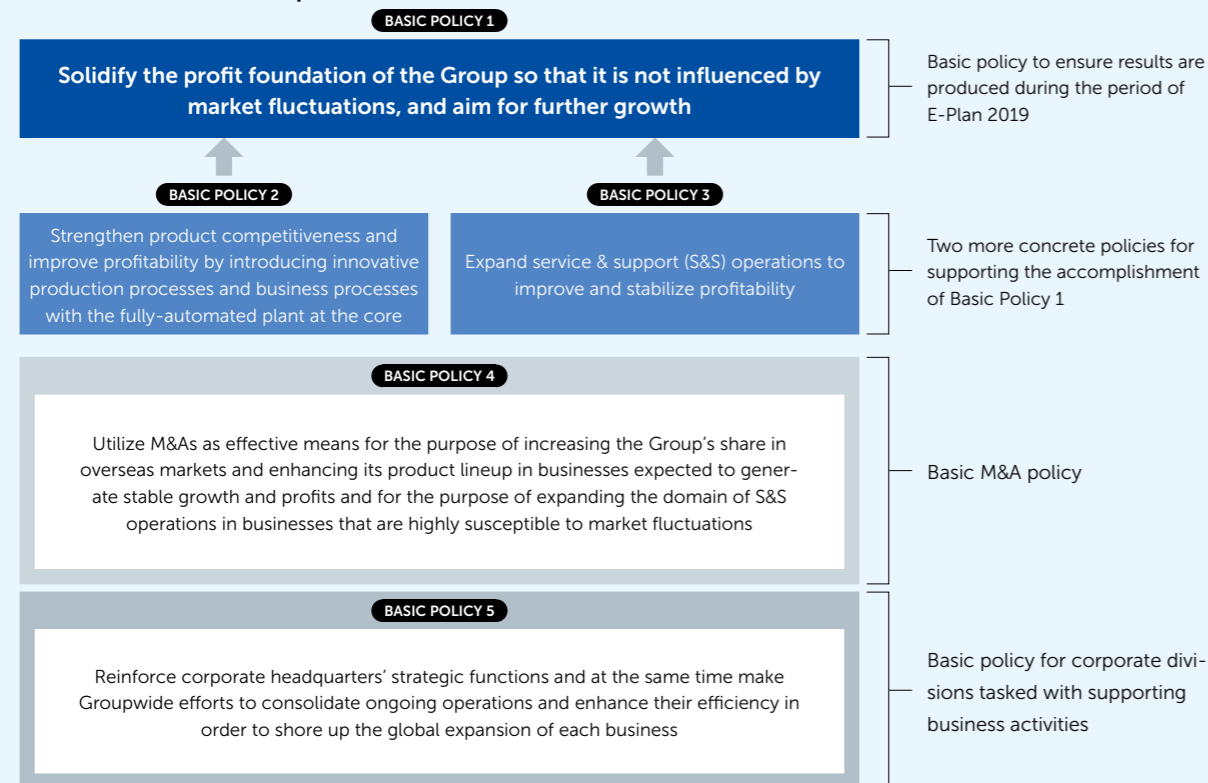 BASIC POLICY 1
Solidify the profit foundation of the Group so that it is not influenced by
market fluctuations, and aim for further growth
Basic policy to ensure results are
produced during the period of
E-Plan 2019
BASIC POLICY 2
Strengthen product competitiveness and
improve profitability by introducing innovative
production processes and business processes
with the fully-automated plant at the core
BASIC POLICY 3
Expand service & support (S&S) operations to
improve and stabilize profitability
Two more concrete policies for
supporting the accomplishment
of Basic Policy 1
BASIC POLICY 4
Utilize M&As as effective means for the purpose of increasing the Group's share in
overseas markets and enhancing its product lineup in businesses expected to gener-
ate stable growth and profits and for the purpose of expanding the domain of S&S
operations in businesses that are highly susceptible to market fluctuations
Basic M&A policy
BASIC POLICY 5
Reinforce corporate headquarters' strategic functions and at the same time make
Groupwide efforts to consolidate ongoing operations and enhance their efficiency in
order to shore up the global expansion of each business
Basic policy for corporate divi-
sions tasked with supporting
business activities